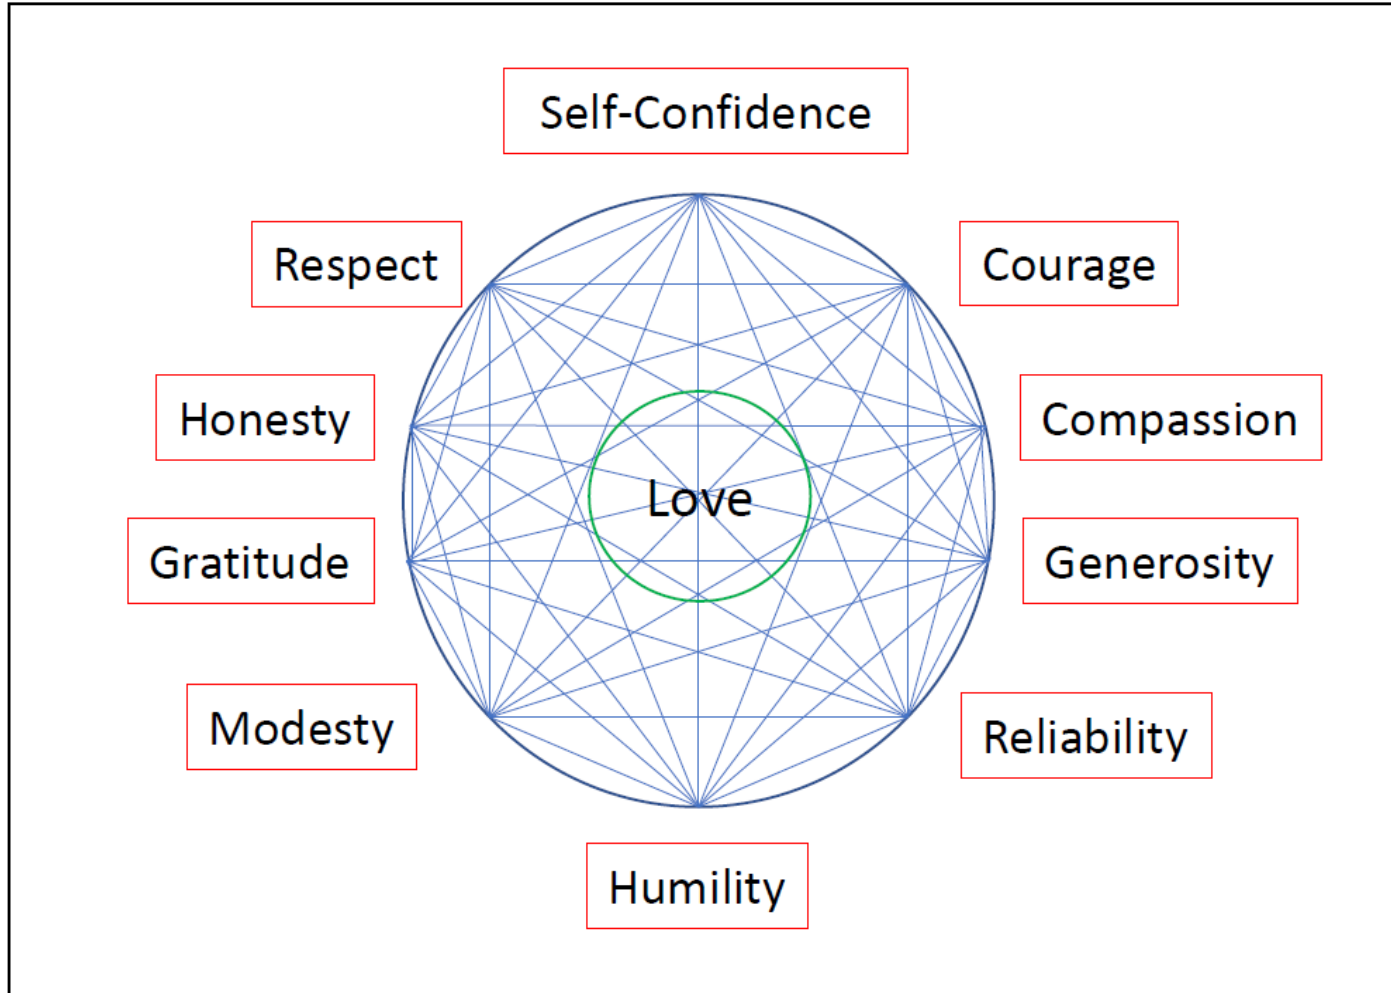 Self-Confidence
Respect
Courage
Honesty
Compassion
Love
Gratitude
Generosity
Modesty
Reliability
Humility